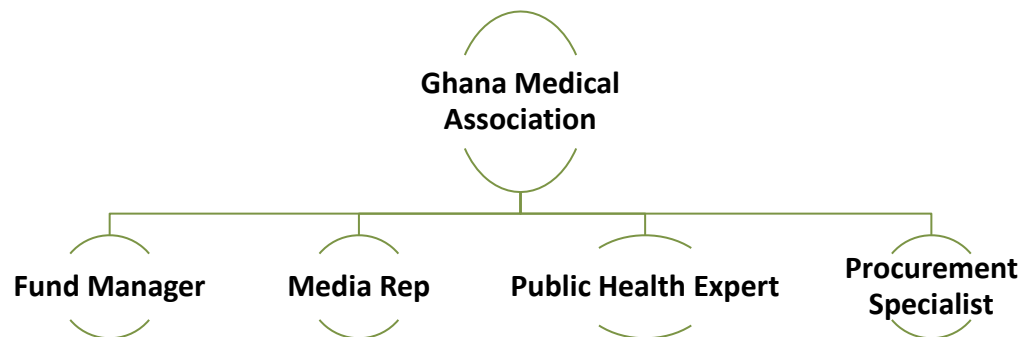 Ghana Medical
Association
Fund Manager
Media Rep
Public Health Expert
Procurement
Specialist